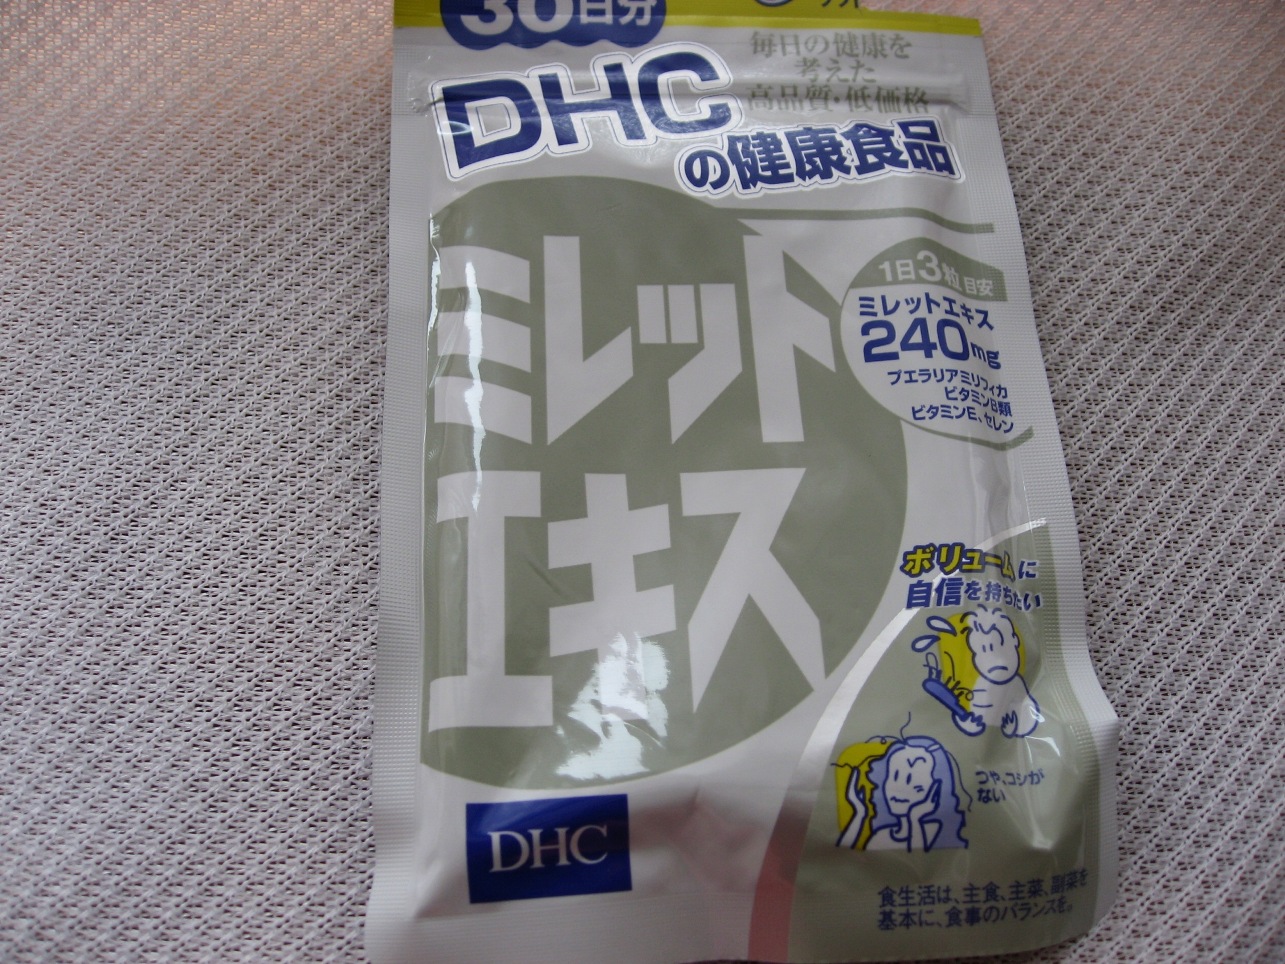 30日分
毎日の健康を
考えた
高品質・低価格
DHC
の健康食品
ミレット
エキス
1日3粒目安
ミレットエキス
240mg
プエラリアミリフィカ
ビタミンB類
ビタミンE、セレン
ボリュームに
自信を持ちたい
つや、コシが
ない
DHC
食生活は、主食、主菜、副菜を
基本に、食事のバランスを。